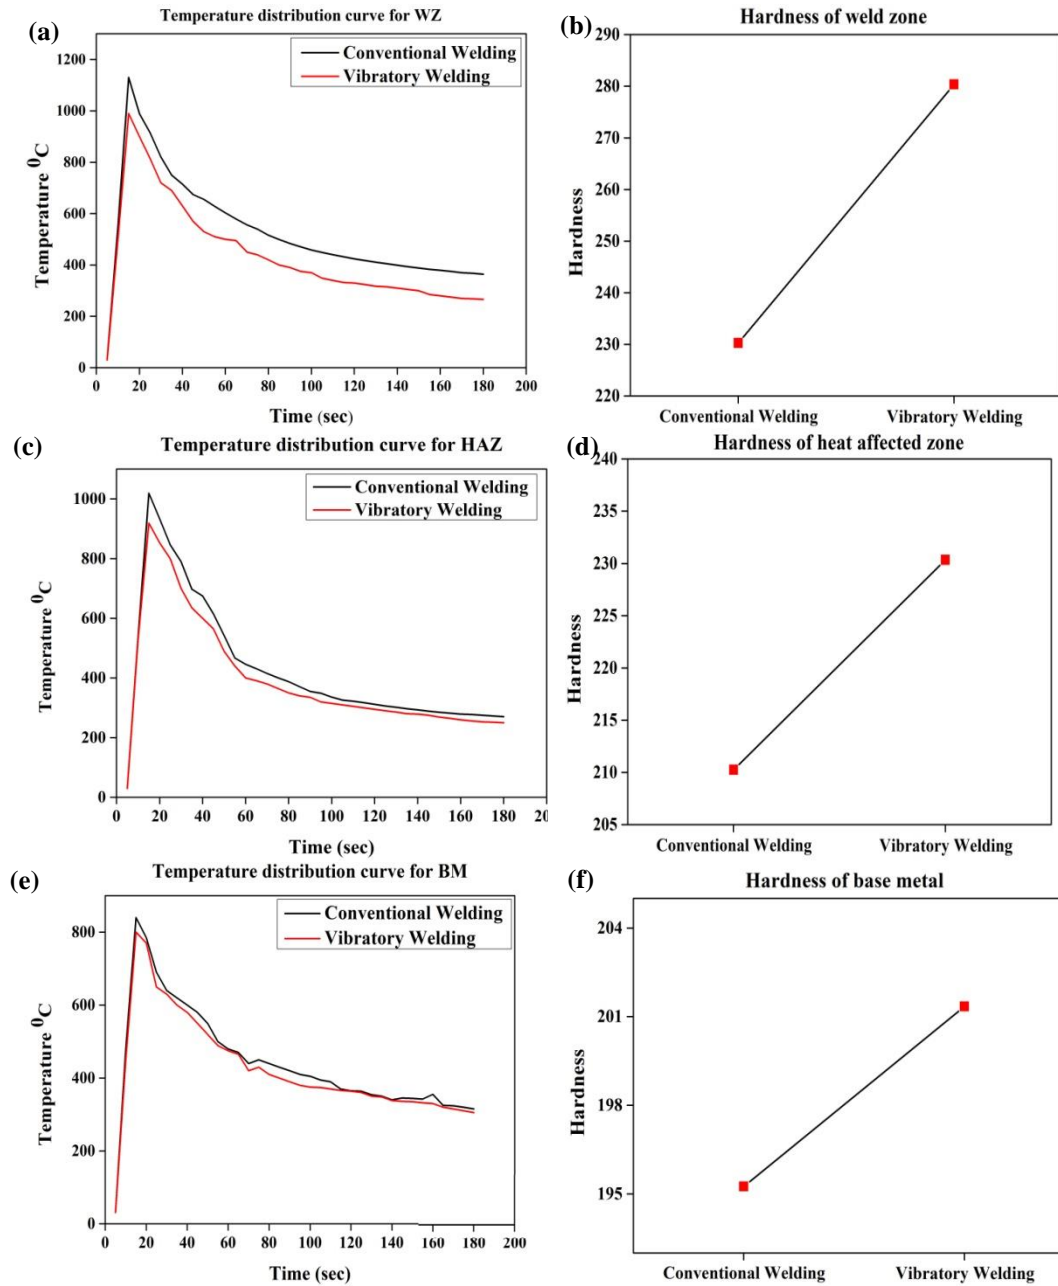 (a)
Temperature distribution curve for WZ
Conventional Welding
Vibratory Welding
Temperature ⁰C
1200
1000
800
600
400
200
0
0 20 40 60 80 100 120 140 160 180 200
Time (sec)
(b)
Hardness of weld zone
Hardness
290
280
270
260
250
240
230
220
Conventional Welding Vibratory Welding
(c)
Temperature distribution curve for HAZ
Conventional Welding
Vibratory Welding
Temperature ⁰C
1000
800
600
400
200
0
0 20 40 60 80 100 120 140 160 180 20
Time (sec)
(d)
Hardness of heat affected zone
Hardness
240
235
230
225
220
215
210
205
Conventional Welding Vibratory Welding
(e)
Temperature distribution curve for BM
Conventional Welding
Vibratory Welding
Temperature ⁰C
800
600
400
200
0
0 20 40 60 80 100 120 140 160 180 200
Time (sec)
(f)
Hardness of base metal
Hardness
204
201
198
195
Conventional Welding Vibratory Welding